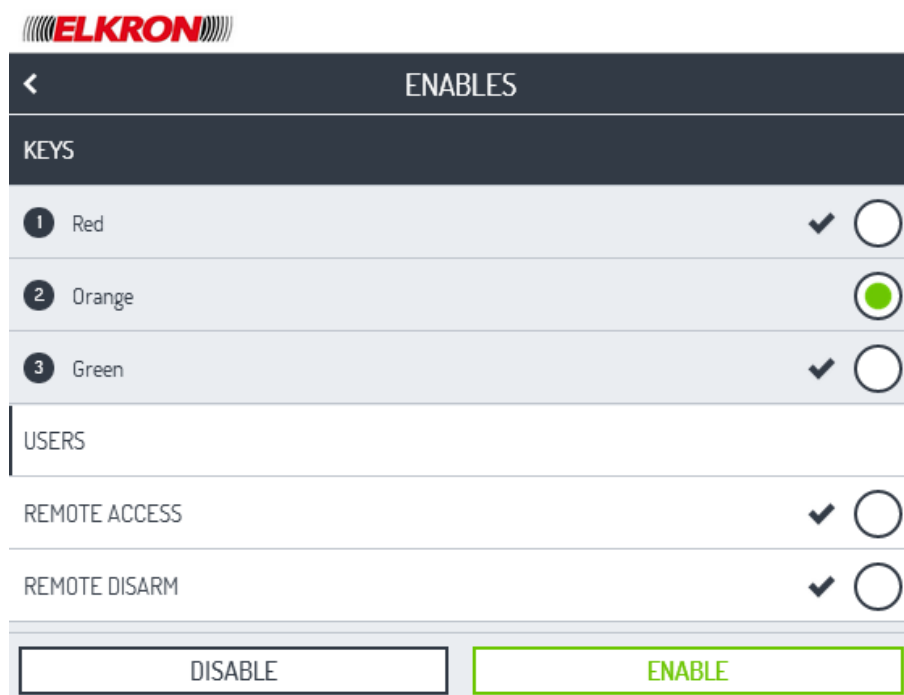 ELKRON
ENABLES
KEYS
1 Red
2 Orange
3 Green
USERS
REMOTE ACCESS
REMOTE DISARM
DISABLE ENABLE